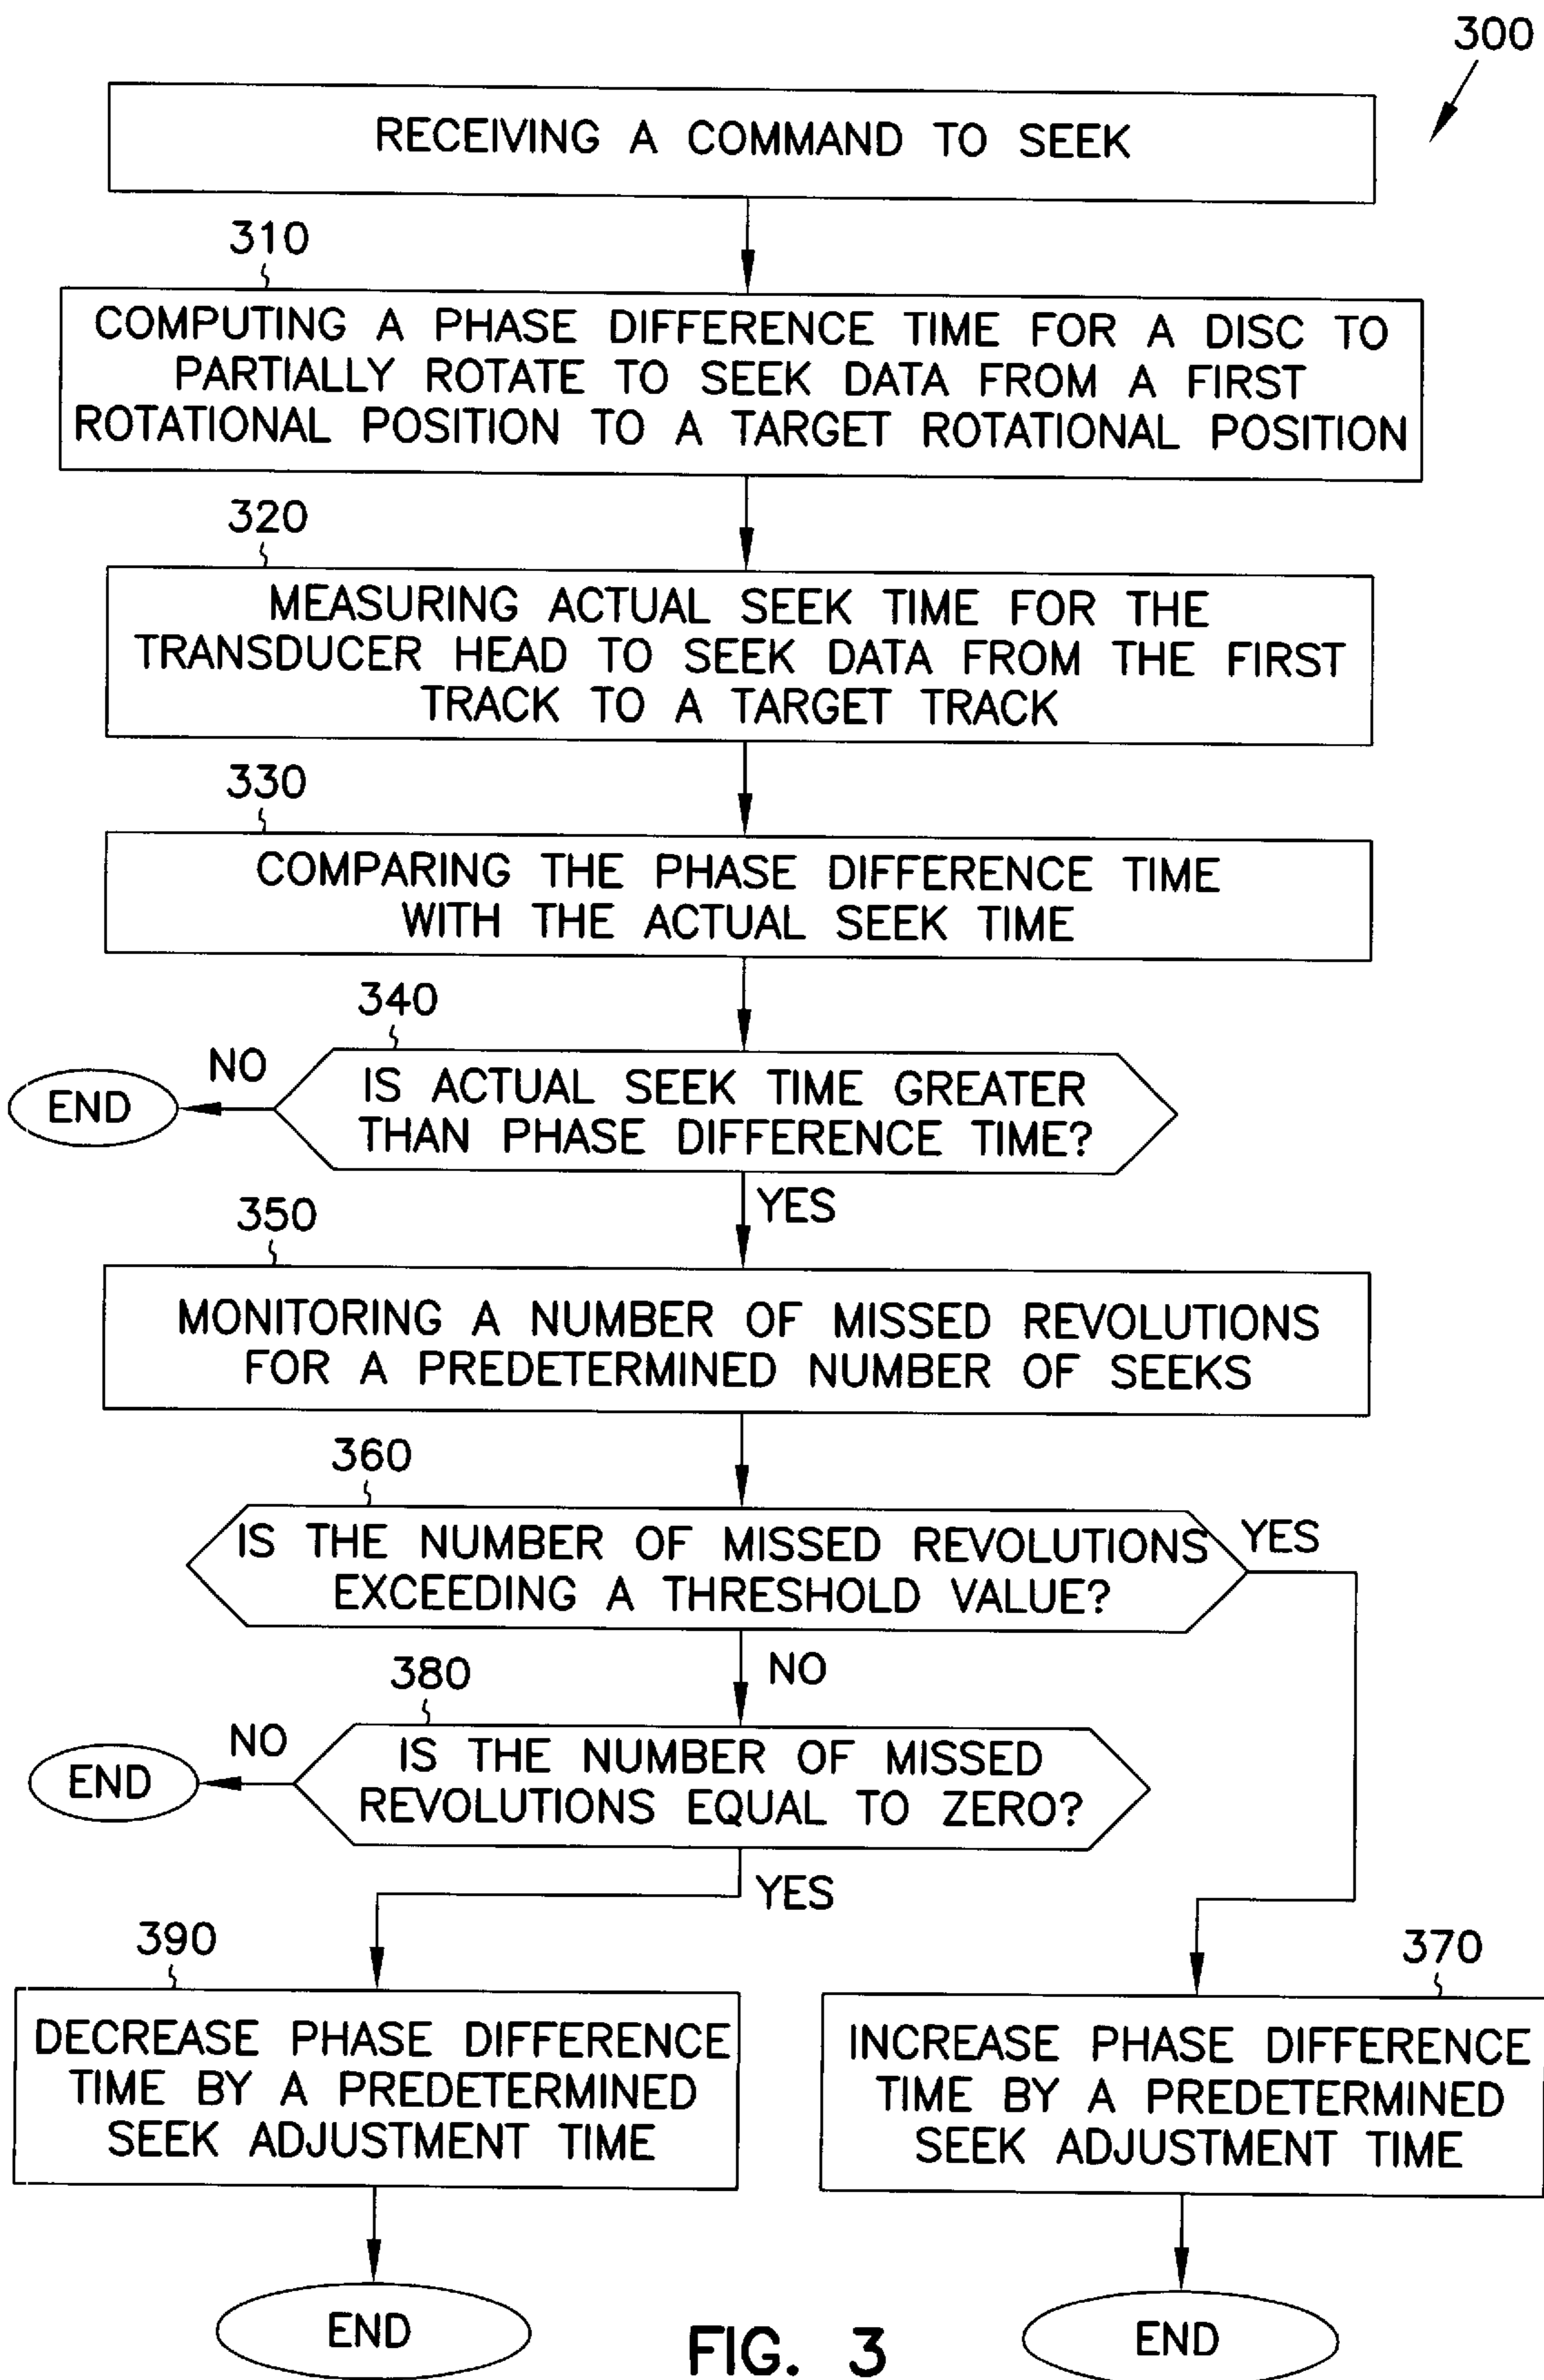 300
RECEIVING A COMMAND TO SEEK
310
COMPUTING A PHASE DIFFERENCE TIME FOR A DISC TO
PARTIALLY ROTATE TO SEEK DATA FROM A FIRST
ROTATIONAL POSITION TO A TARGET ROTATIONAL POSITION
320
MEASURING ACTUAL SEEK TIME FOR THE
TRANSDUCER HEAD TO SEEK DATA FROM THE FIRST
TRACK TO A TARGET TRACK
330
COMPARING THE PHASE DIFFERENCE TIME
WITH THE ACTUAL SEEK TIME
340
NO
END
IS ACTUAL SEEK TIME GREATER
THAN PHASE DIFFERENCE TIME?
YES
350
MONITORING A NUMBER OF MISSED REVOLUTIONS
FOR A PREDETERMINED NUMBER OF SEEKS
360
IS THE NUMBER OF MISSED REVOLUTIONS
EXCEEDING A THRESHOLD VALUE?
YES
NO
380
NO
END
IS THE NUMBER OF MISSED
REVOLUTIONS EQUAL TO ZERO?
YES
390
DECREASE PHASE DIFFERENCE
TIME BY A PREDETERMINED
SEEK ADJUSTMENT TIME
370
INCREASE PHASE DIFFERENCE
TIME BY A PREDETERMINED
SEEK ADJUSTMENT TIME
END
END
FIG. 3